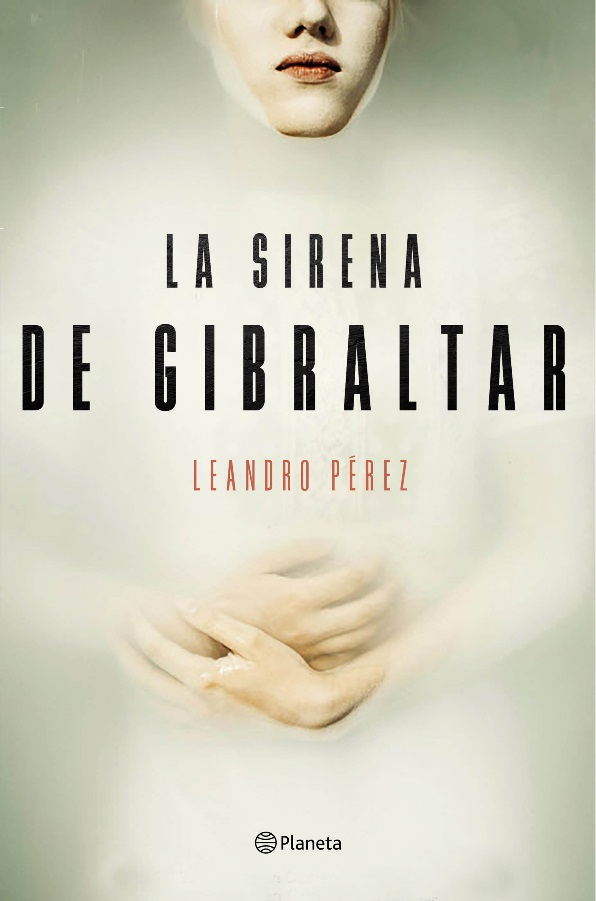 LA SIRENA
DE GIBRALTAR
LEANDRO PÉREZ
Planeta